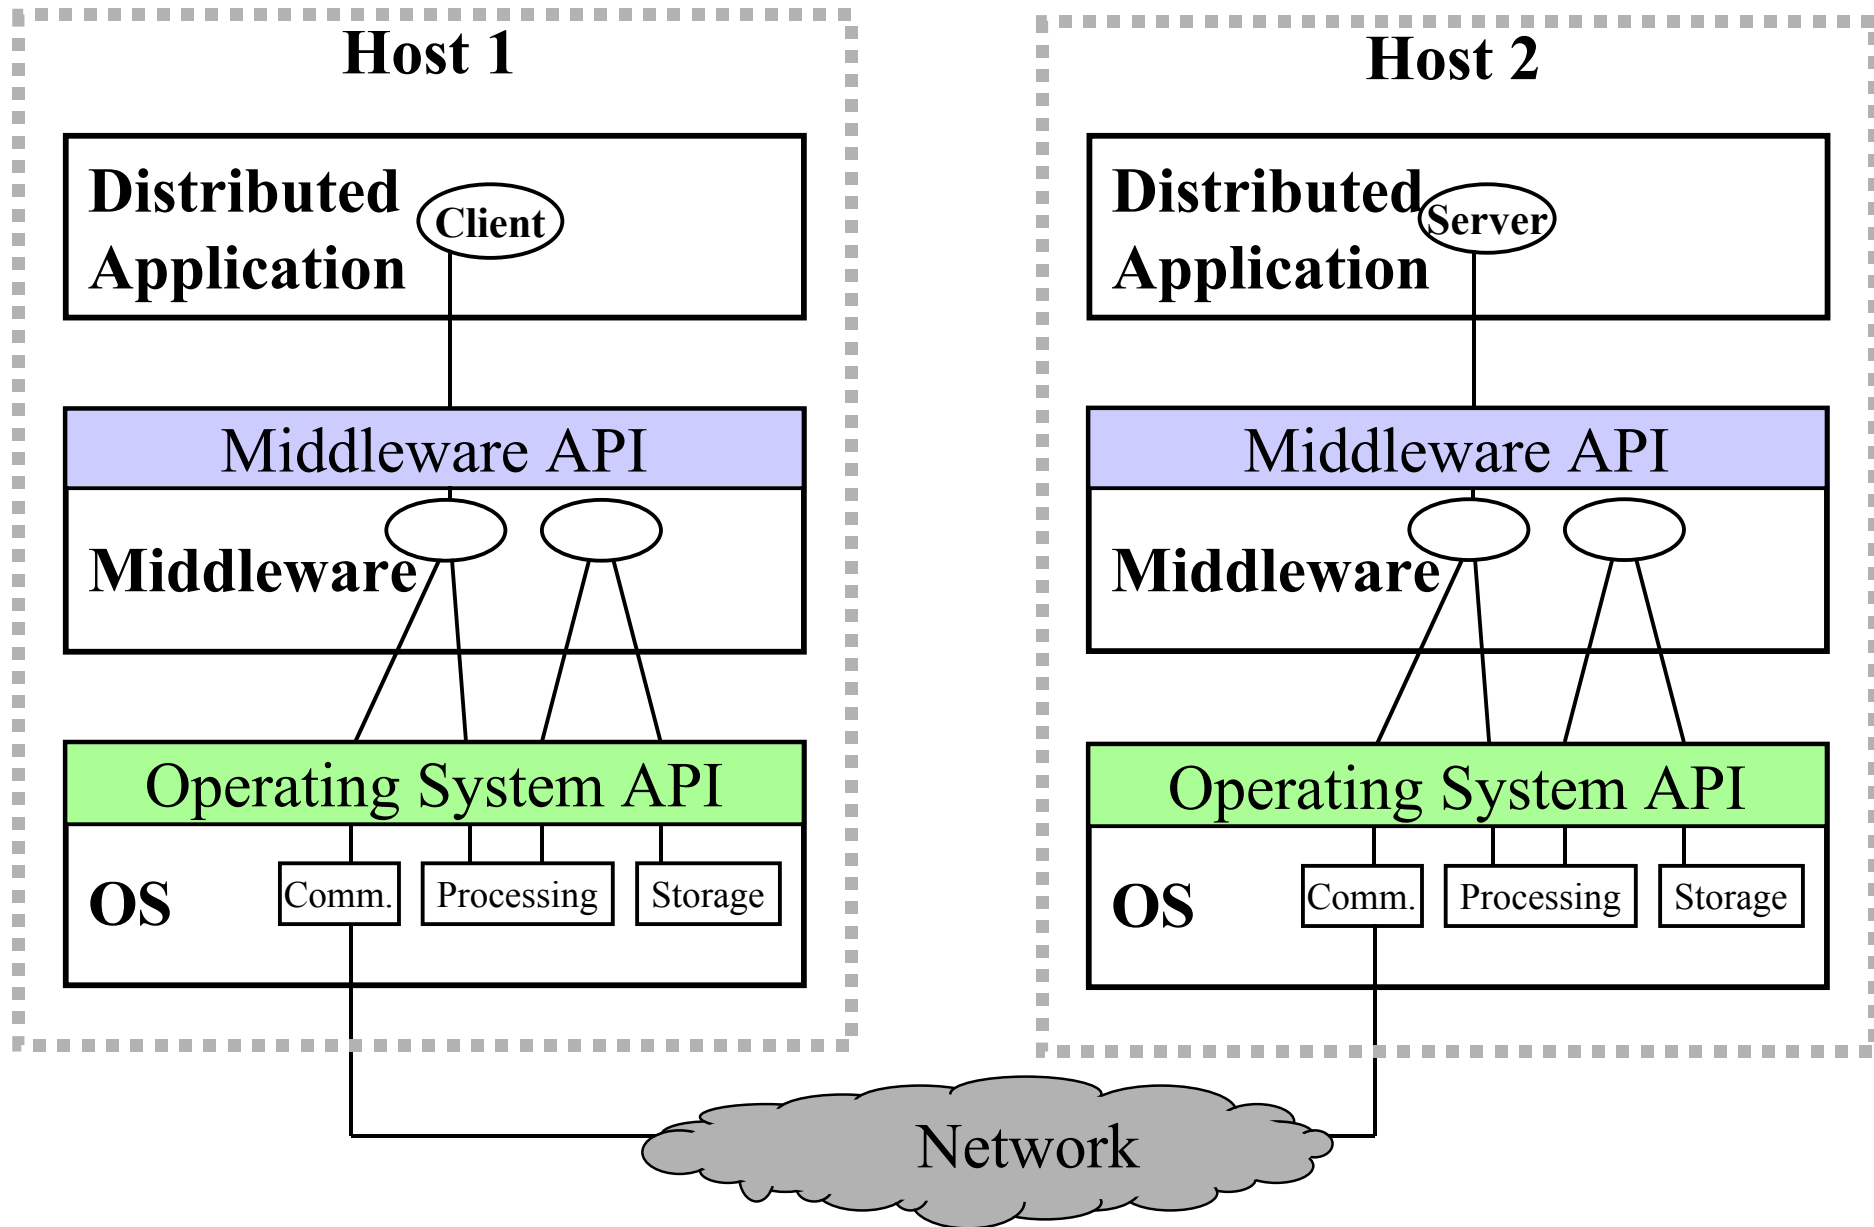 Host 1
Distributed
Application
Client
Middleware API
Middleware
Operating System API
OS
Comm.
Processing
Storage
Host 2
Distributed
Application
Server
Middleware API
Middleware
Operating System API
OS
Comm.
Processing
Storage
Network